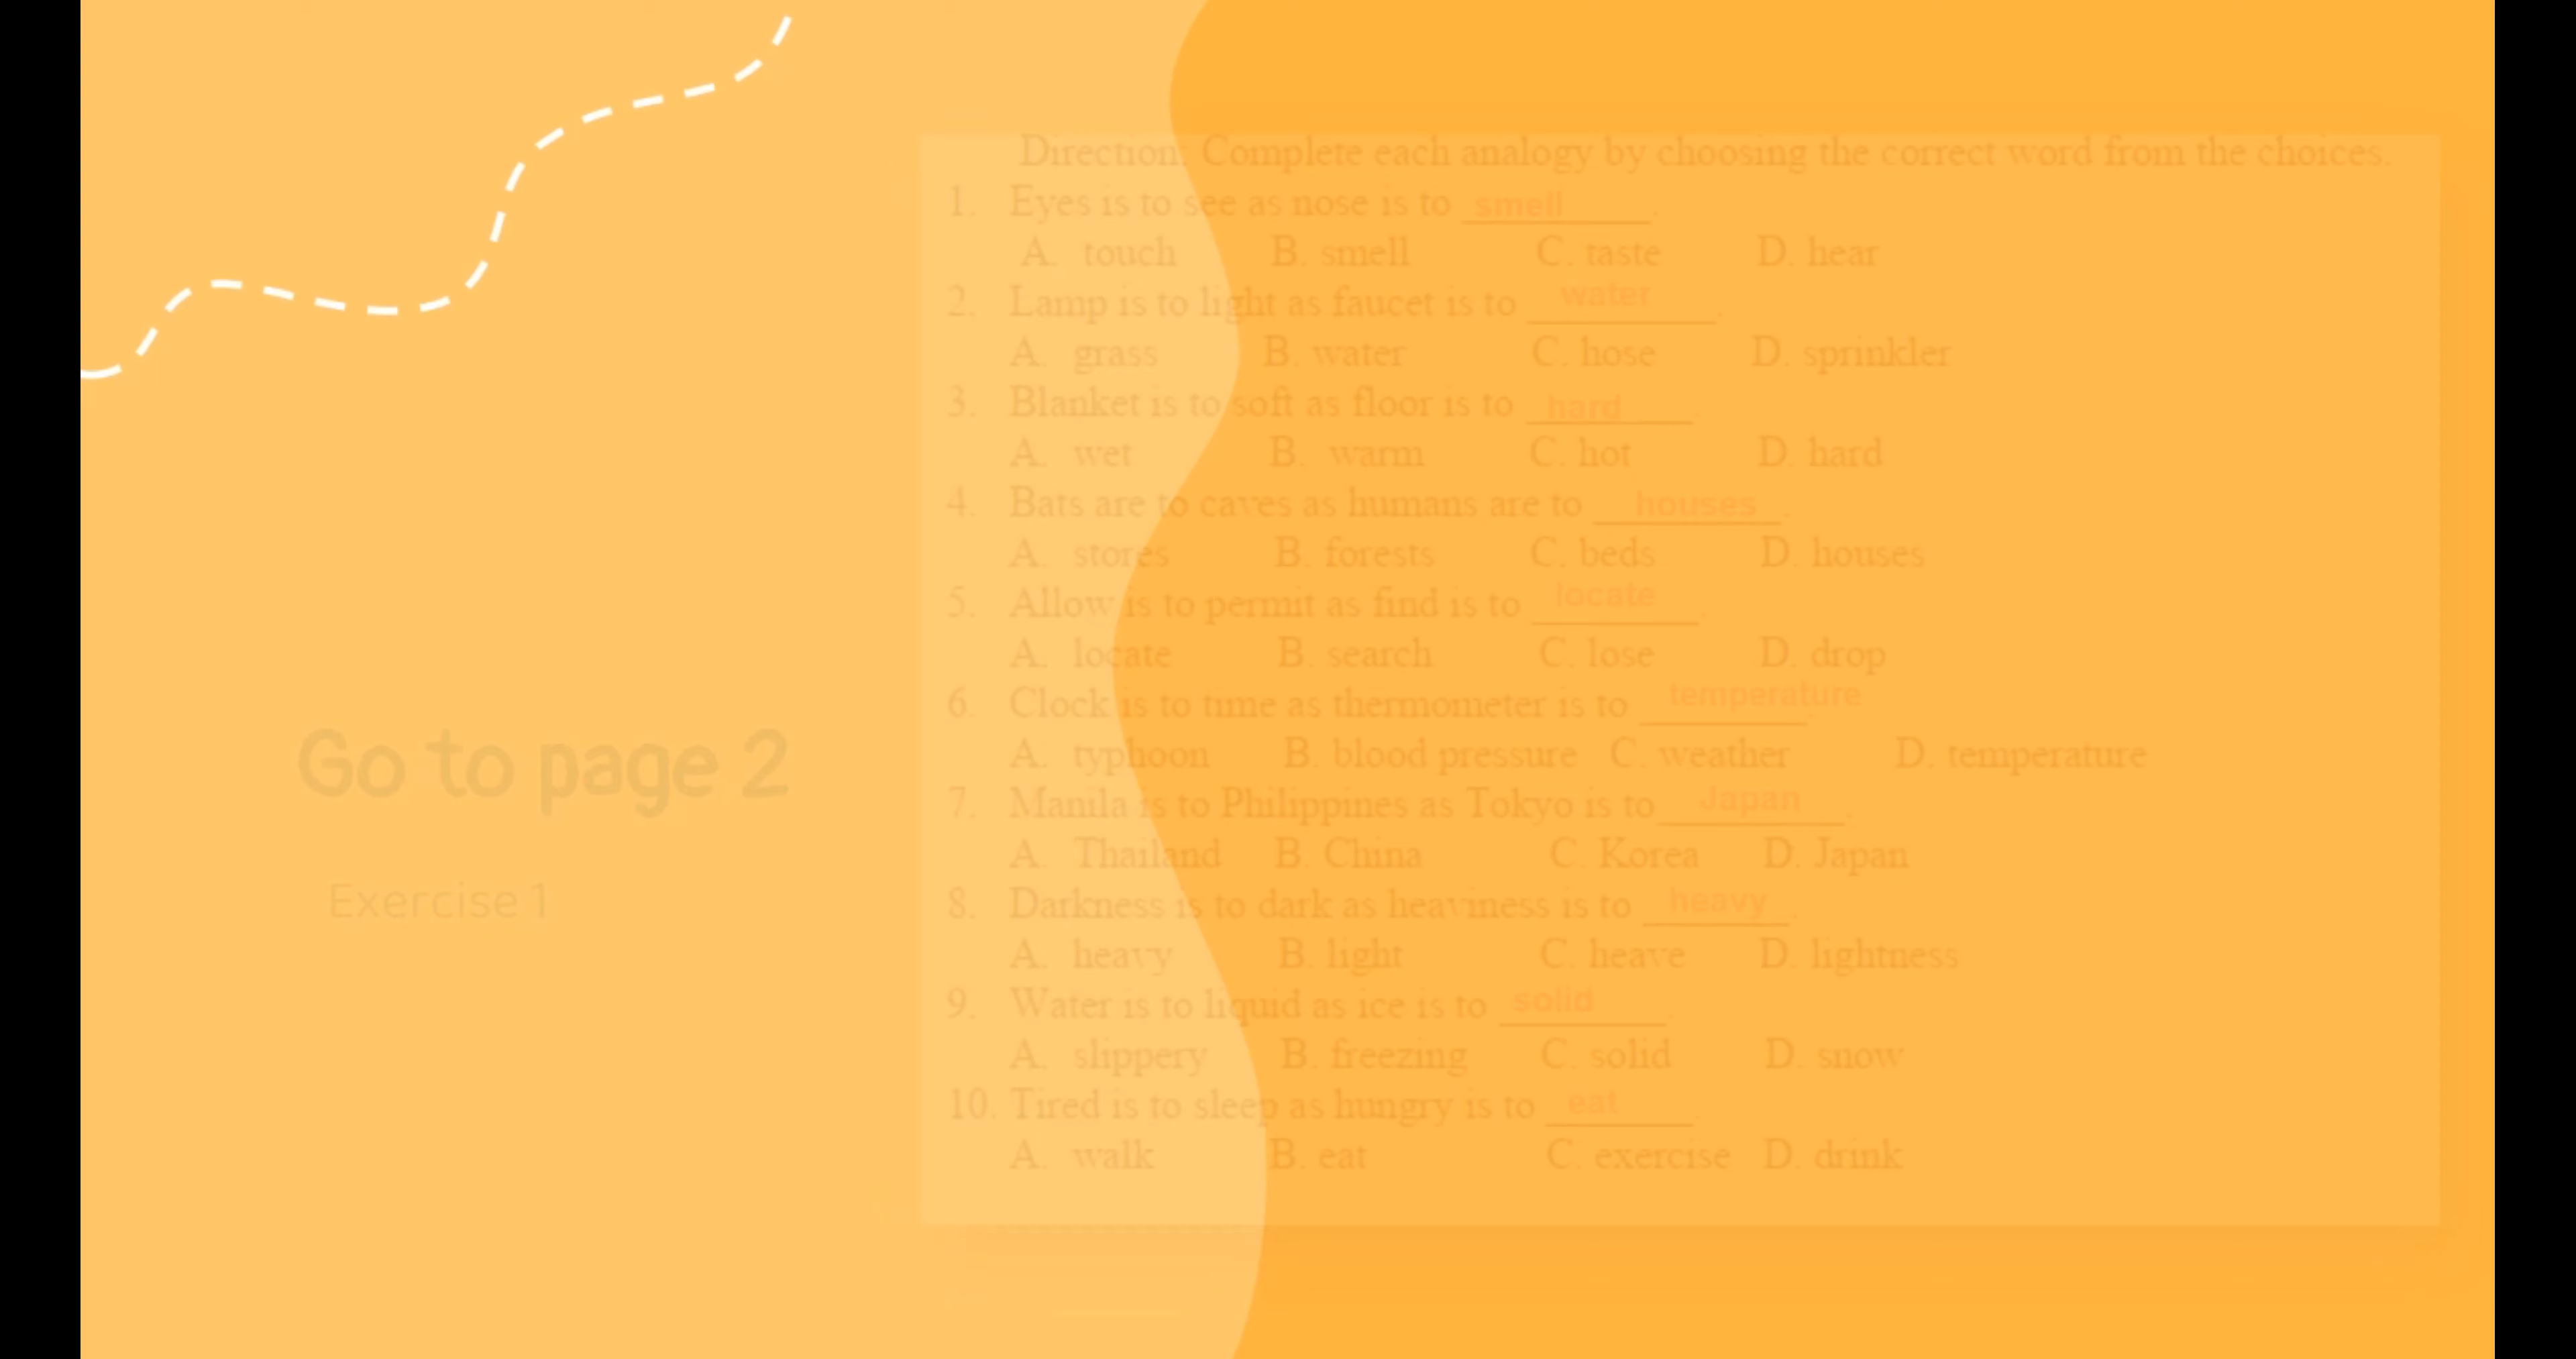 Direction: Complete each analogy by choosing the correct word from the choices.
1. Eyes is to see as nose is to smell.
A. touch B. smell C. taste D. hear
2. Lamp is to light as faucet is to water.
A. grass B. water C. hose D. sprinkler
3. Blanket is to soft as floor is to hard.
A. wet B. warm C. hot D. hard
4. Bats are to caves as humans are to houses.
A. stores B. forests C. beds D. houses
5. Allow is to permit as find is to locate.
A. locate B. search C. lose D. drop
6. Clock is to time as thermometer is to temperature.
A. typhoon B. blood pressure C. weather D. temperature
7. Manila is to Philippines as Tokyo is to Japan.
A. Thailand B. China C. Korea D. Japan
8. Darkness is to dark as heaviness is to heavy.
A. heavy B. light C. heave D. lightness
9. Water is to liquid as ice is to solid.
A. slippery B. freezing C. solid D. snow
10. Tired is to sleep as hungry is to eat.
A. walk B. eat C. exercise D. drink
Go to page 2
Exercise 1